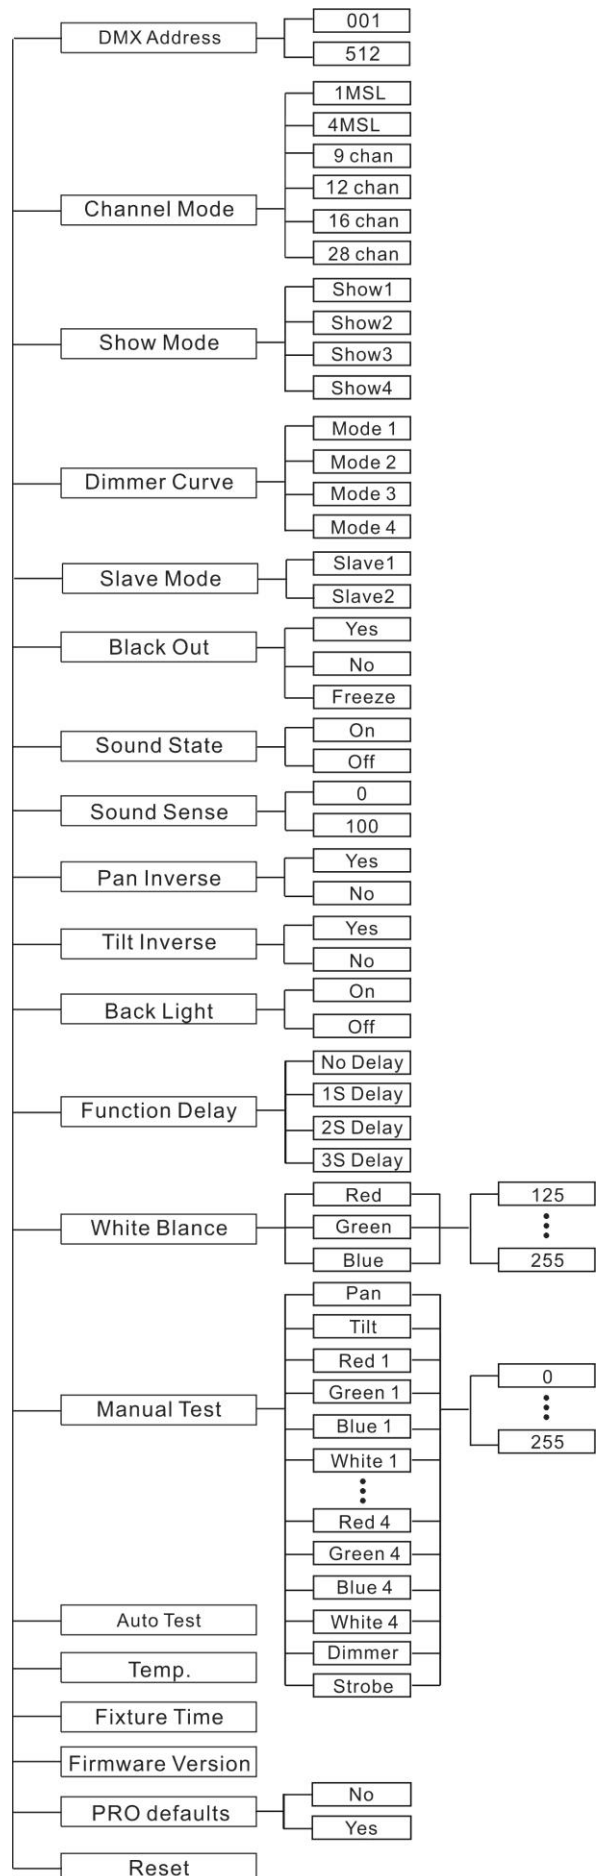 DMX Address
001
512
Channel Mode
1MSL
4MSL
9 chan
12 chan
16 chan
28 chan
Show Mode
Show1
Show2
Show3
Show4
Dimmer Curve
Mode 1
Mode 2
Mode 3
Mode 4
Slave Mode
Slave1
Slave2
Black Out
Yes
No
Freeze
Sound State
On
Off
Sound Sense
0
100
Pan Inverse
Yes
No
Tilt Inverse
Yes
No
Back Light
On
Off
Function Delay
No Delay
1S Delay
2S Delay
3S Delay
White Blance
Red
Green
Blue
125
255
Manual Test
Pan
Tilt
Red 1
Green 1
Blue 1
White 1
Red 4
Green 4
Blue 4
White 4
Dimmer
Strobe
0
255
Auto Test
Temp.
Fixture Time
Firmware Version
PRO defaults
No
Yes
Reset